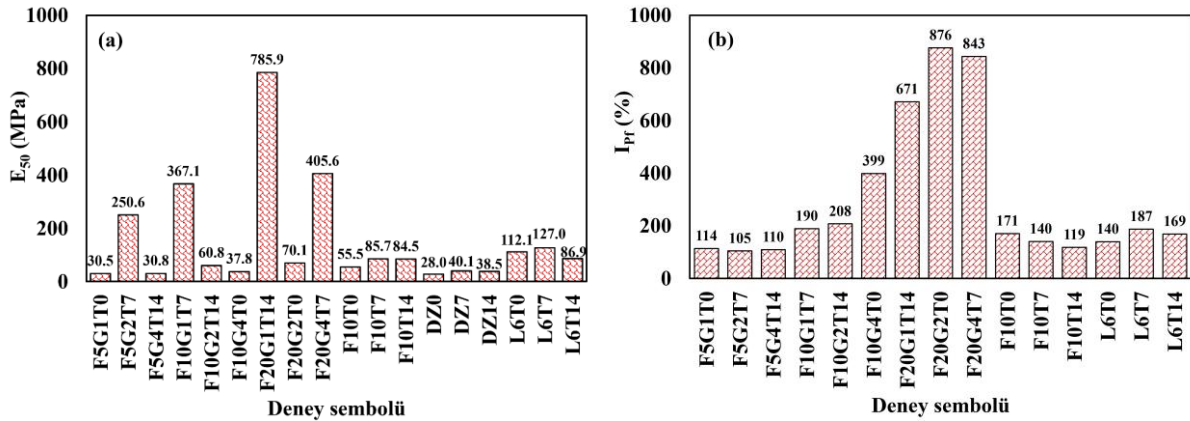 (a)
E50 (MPa)
1000
800
600
400
200
0
30.5
250.6
30.8
367.1
60.8
37.8
785.9
70.1
405.6
55.5
85.7
84.5
28.0
40.1
38.5
112.1
127.0
86.9
F5G1T0
F5G2T7
F5G4T14
F10G1T7
F10G2T14
F10G4T0
F20G1T14
F20G2T0
F20G4T7
F10T0
F10T7
F10T14
DZ0
DZ7
DZ14
L6T0
L6T7
L6T14
Deney sembolü
(b)
IPf (%)
1000
800
600
400
200
0
114
105
110
190
208
399
671
876
843
171
140
119
140
187
169
F5G1T0
F5G2T7
F5G4T14
F10G1T7
F10G2T14
F10G4T0
F20G1T14
F20G2T0
F20G4T7
F10T0
F10T7
F10T14
L6T0
L6T7
L6T14
Deney sembolü